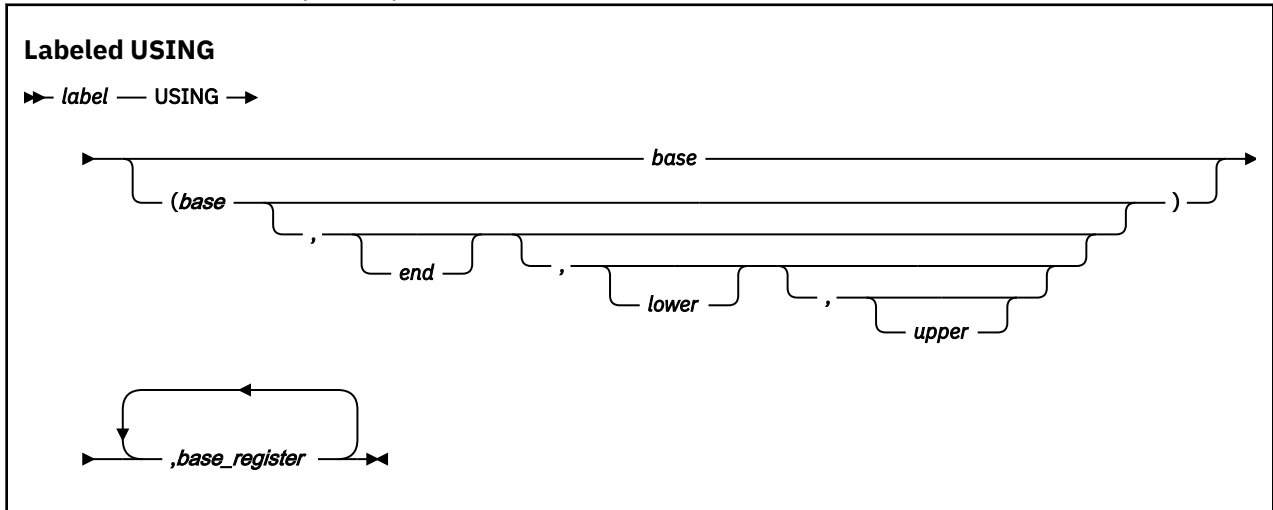 Labeled USING
label USING
base
(base )
,
end
,
lower
,
upper
,base_register